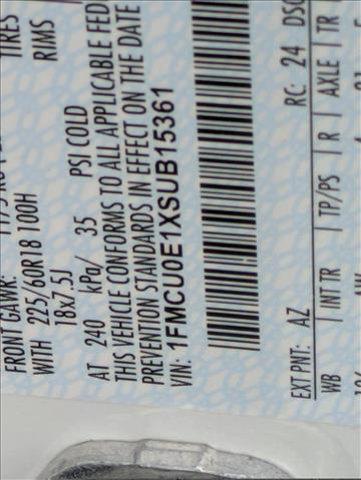 TIRES
RIMS
FRONT GAWR:
WITH 225/60R18 100H
18x7.5J
AT 240 kPa/ 35 PSI COLD
THIS VEHICLE CONFORMS TO ALL APPLICABLE FED
PREVENTION STANDARDS IN EFFECT ON THE DATE
VIN: 1FMCU0E1XSUB15361
EXT PNT: AZ RC: 24 DSO
WB | INT TR | TP/PS | R | AXLE | TR